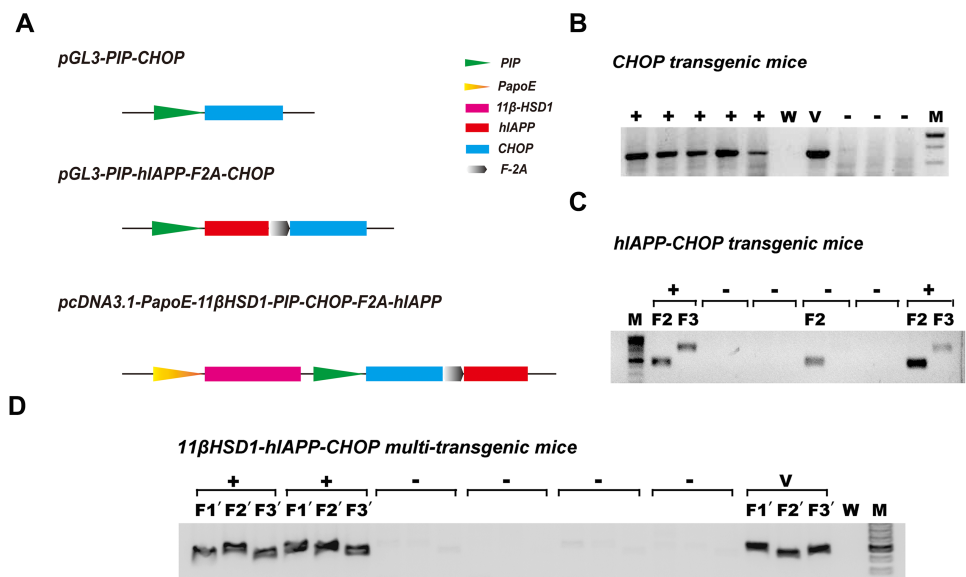 A
pGL3-PIP-CHOP
PIP
PapoE
11β-HSD1
hIAPP
CHOP
F-2A
pGL3-PIP-hIAPP-F2A-CHOP
pcDNA3.1-PapoE-11βHSD1-PIP-CHOP-F2A-hIAPP
B
CHOP transgenic mice
+ + + + + W V - - - M
C
hIAPP-CHOP transgenic mice
+ - - - - +
M F2 F3 F2 F2 F3
D
11βHSD1-hIAPP-CHOP multi-transgenic mice
+ + - - - - V
F1′ F2′ F3′ F1′ F2′ F3′ F1′ F2′ F3′ W M